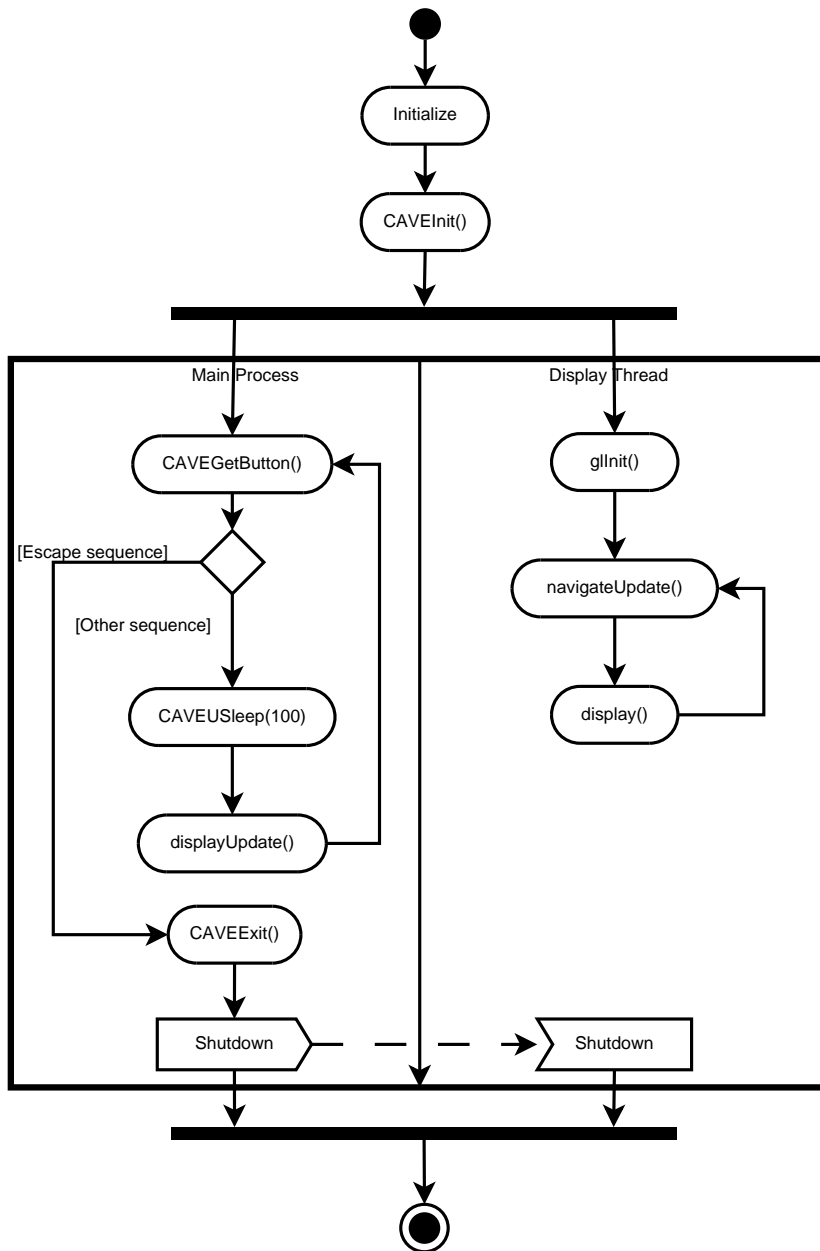 Initialize
CAVEInit()
Main Process
Display Thread
CAVEGetButton()
glInit()
[Escape sequence]
navigateUpdate()
[Other sequence]
CAVEUSleep(100)
display()
displayUpdate()
CAVEExit()
Shutdown
Shutdown